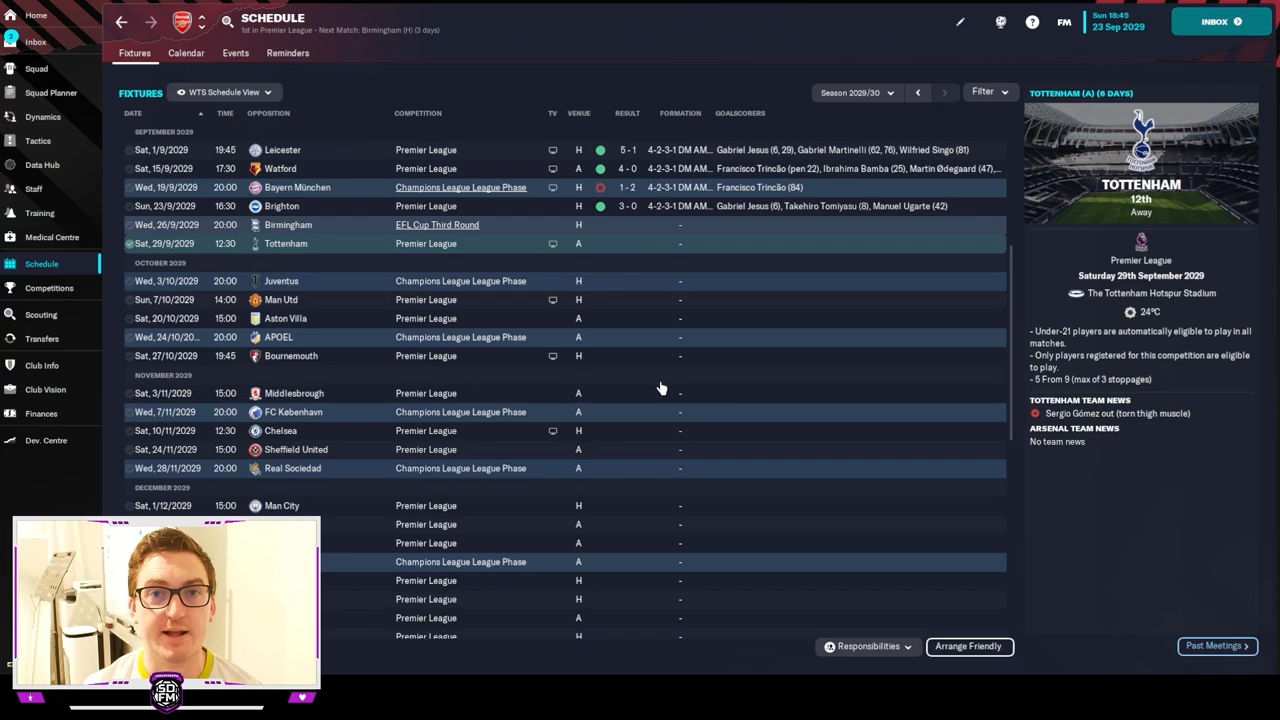 Home
SCHEDULE
1st in Premier League - Next Match: Birmingham (H) (3 days)
FM
Sun 18:45
23 Sep 2029
INBOX
2
Inbox
Squad
Squad Planner
Dynamics
Tactics
Data Hub
Staff
Training
Medical Centre
Schedule
Competitions
Scouting
Transfers
Club Info
Club Vision
Finances
Dev. Centre
Fixtures Calendar Events Reminders
FIXTURES WTS Schedule View Season 2029/30 Filter
DATE TIME OPPOSITION COMPETITION TV VENUE RESULT FORMATION GOALSCORERS
SEPTEMBER 2029
Sat, 1/9/2029 19:45 Leicester Premier League H 5 - 1 4-2-3-1 DM AM... Gabriel Jesus (6, 29), Gabriel Martinelli (62, 76), Wilfried Singo (81)
Sat, 15/9/2029 17:30 Watford Premier League A 4 - 0 4-2-3-1 DM AM... Francisco Trincão (pen 22), Ibrahima Bamba (25), Martin Ødegaard (47),...
Wed, 19/9/2029 20:00 Bayern München Champions League League Phase H 1 - 2 4-2-3-1 DM AM... Francisco Trincão (84)
Sun, 23/9/2029 16:30 Brighton Premier League H 3 - 0 4-2-3-1 DM AM... Gabriel Jesus (6), Takehiro Tomiyasu (8), Manuel Ugarte (42)
Wed, 26/9/2029 20:00 Birmingham EFL Cup Third Round H -
Sat, 29/9/2029 12:30 Tottenham Premier League A -
OCTOBER 2029
Wed, 3/10/2029 20:00 Juventus Champions League League Phase H -
Sun, 7/10/2029 14:00 Man Utd Premier League H -
Sat, 20/10/2029 15:00 Aston Villa Premier League A -
Wed, 24/10/20... 20:00 APOEL Champions League League Phase A -
Sat, 27/10/2029 19:45 Bournemouth Premier League H -
NOVEMBER 2029
Sat, 3/11/2029 15:00 Middlesbrough Premier League A -
Wed, 7/11/2029 20:00 FC København Champions League League Phase A -
Sat, 10/11/2029 12:30 Chelsea Premier League H -
Sat, 24/11/2029 15:00 Sheffield United Premier League A -
Wed, 28/11/2029 20:00 Real Sociedad Champions League League Phase A -
DECEMBER 2029
Sat, 1/12/2029 15:00 Man City Premier League H -
Premier League A -
Premier League A -
Champions League League Phase A -
Premier League H -
Premier League H -
Premier League A -
Premier League H -
Responsibilities Arrange Friendly
TOTTENHAM (A) (6 DAYS)
TOTTENHAM
12th
Away
Premier League
Saturday 29th September 2029
The Tottenham Hotspur Stadium
24°C
- Under-21 players are automatically eligible to play in all
matches.
- Only players registered for this competition are eligible
to play.
- 5 From 9 (max of 3 stoppages)
TOTTENHAM TEAM NEWS
Sergio Gómez out (torn thigh muscle)
ARSENAL TEAM NEWS
No team news
Past Meetings
SD
FM